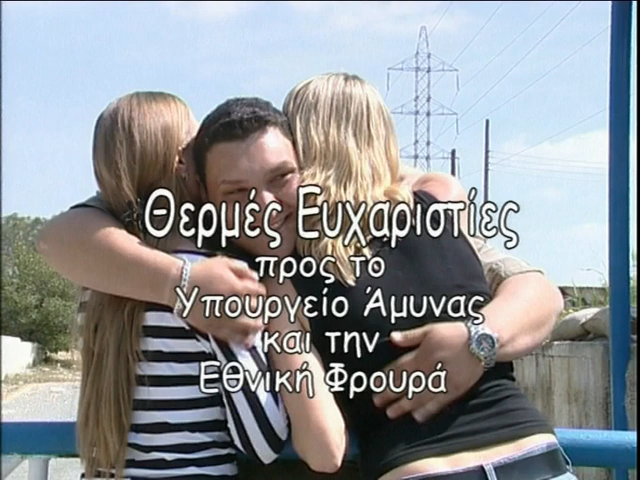 Θερμές Ευχαριστίες
προς το
Υπουργείο Άμυνας
και την
Εθνική Φρουρά